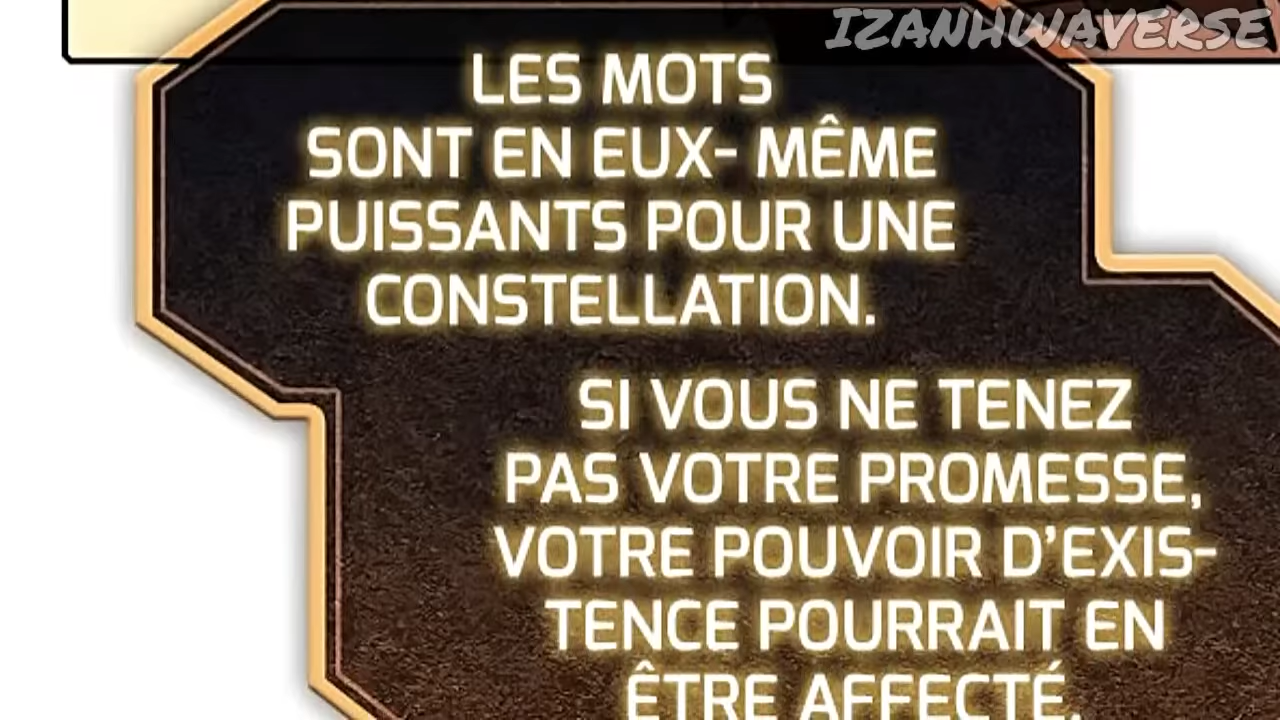 IZANHWAVERSE
LES MOTS
SONT EN EUX- MÊME
PUISSANTS POUR UNE
CONSTELLATION.
SI VOUS NE TENEZ
PAS VOTRE PROMESSE,
VOTRE POUVOIR D’EXIS-
TENCE POURRAIT EN
ÊTRE AFFECTÉ.